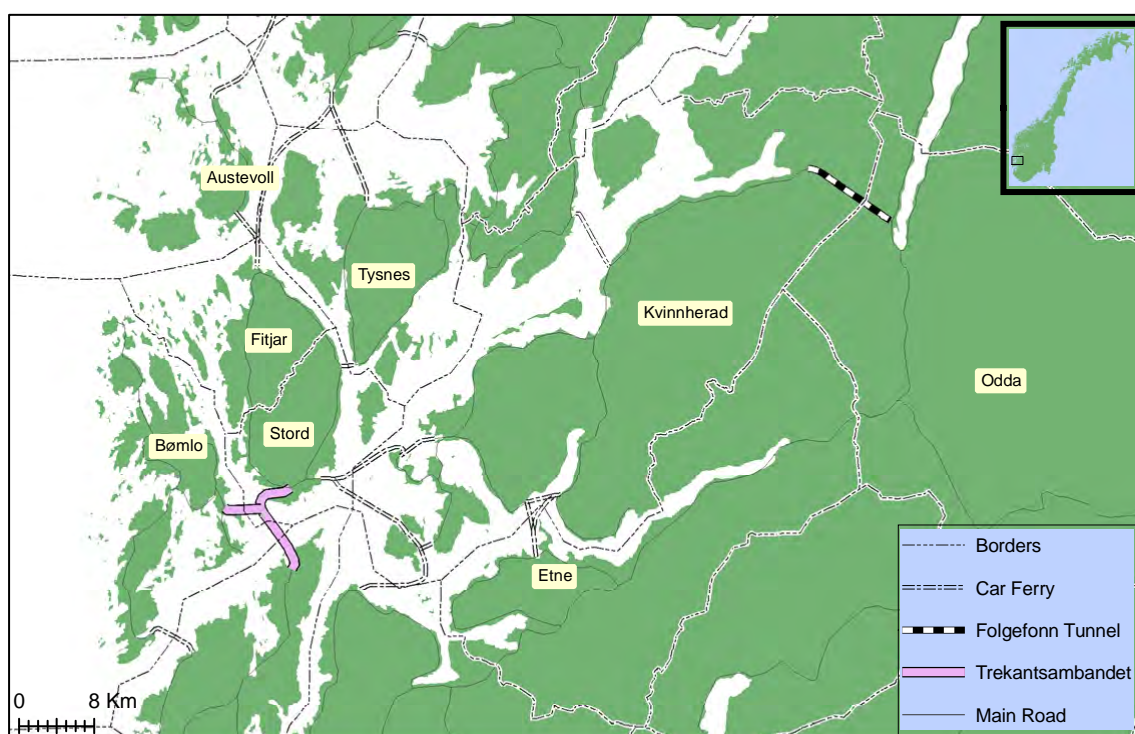 Austevoll
Tysnes
Fitjar
Kvinnherad
Odda
Stord
Bømlo
Etne
Borders
Car Ferry
Folgefonn Tunnel
Trekantsambandet
Main Road
0 8 Km